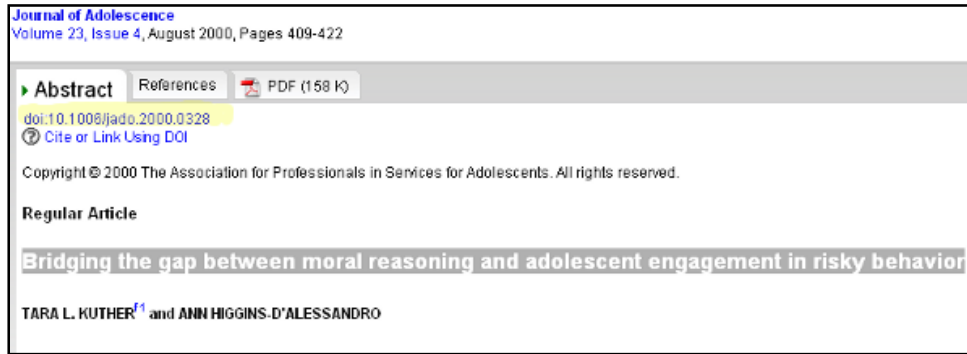 Journal of Adolescence
Volume 23, Issue 4, August 2000, Pages 409-422
Abstract References PDF (158 K)
doi:10.1006/jado.2000.0328
Cite or Link Using DOI
Copyright © 2000 The Association for Professionals in Services for Adolescents. All rights reserved.
Regular Article
Bridging the gap between moral reasoning and adolescent engagement in risky behavior
TARA L. KUTHER f1 and ANN HIGGINS-D'ALESSANDRO